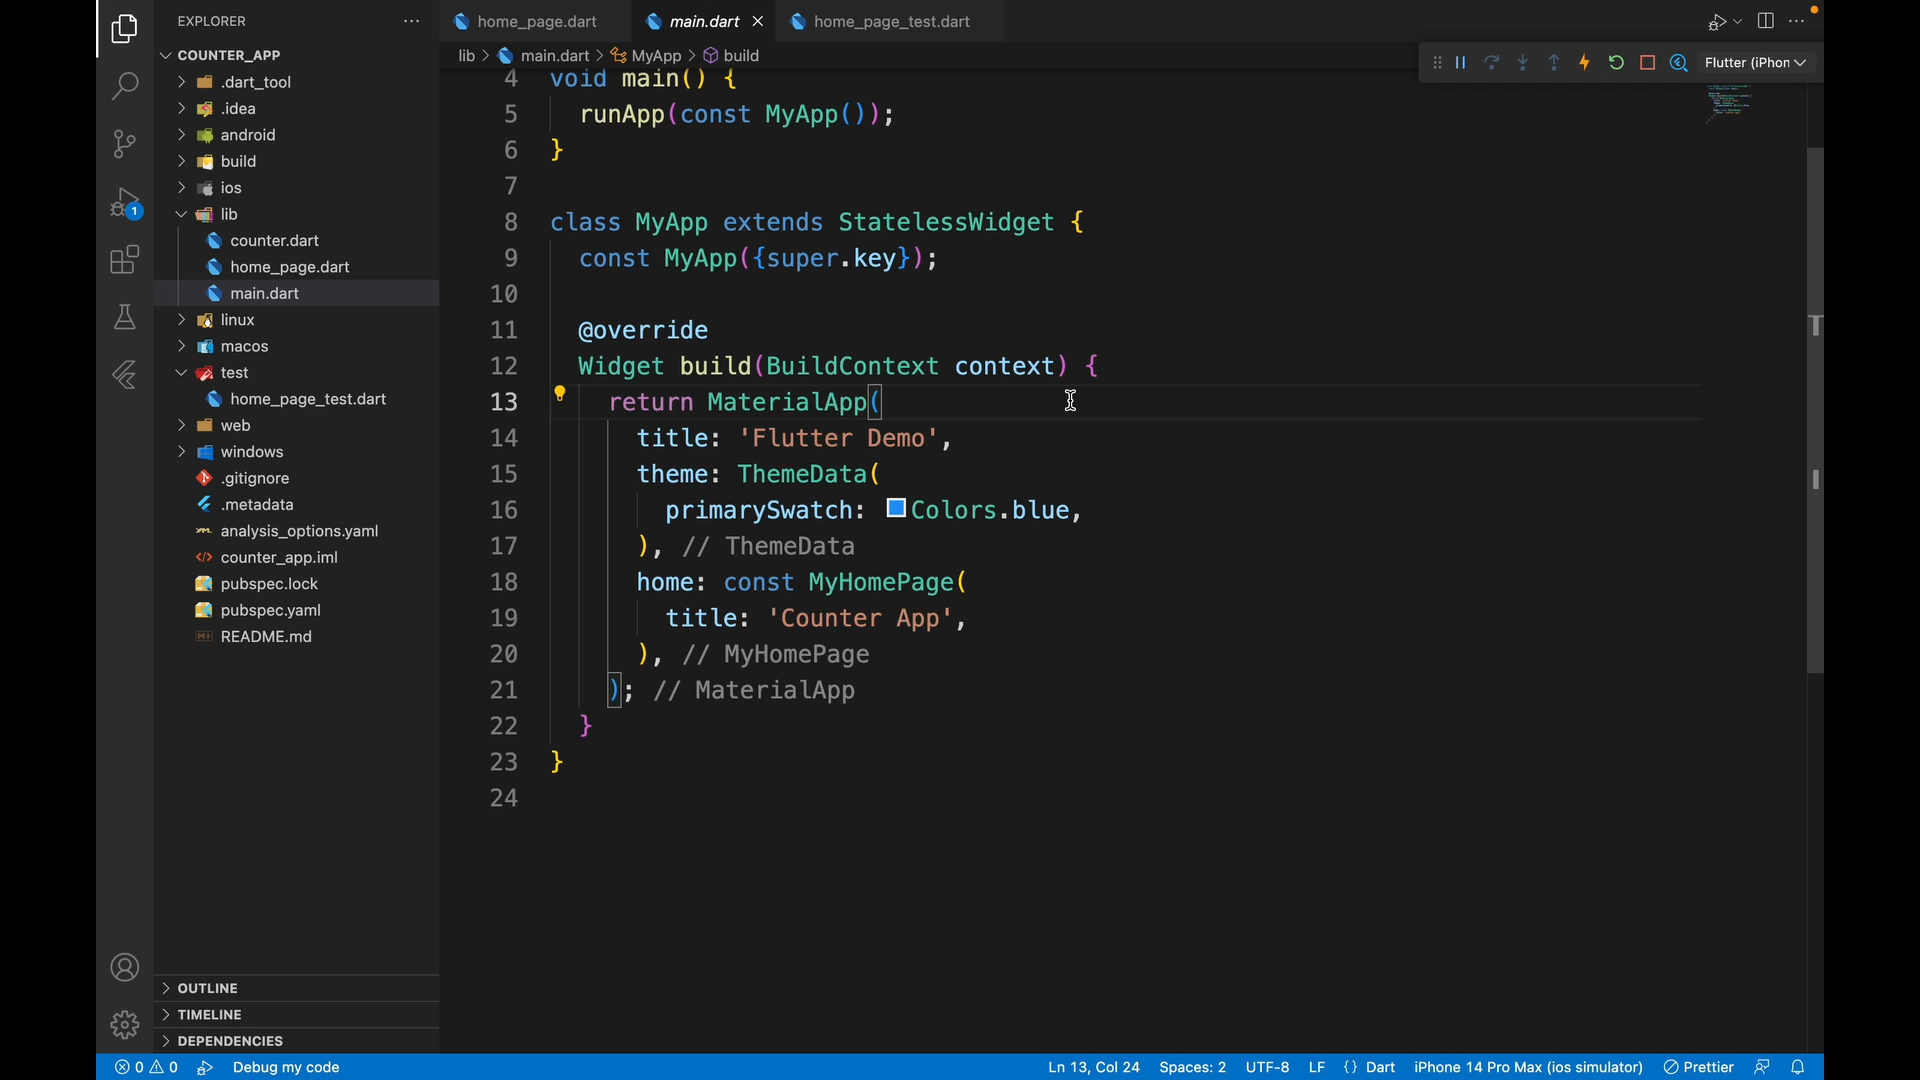 EXPLORER
COUNTER_APP
.dart_tool
.idea
android
build
ios
lib
counter.dart
home_page.dart
main.dart
linux
macos
test
home_page_test.dart
web
windows
.gitignore
.metadata
analysis_options.yaml
counter_app.iml
pubspec.lock
pubspec.yaml
README.md
OUTLINE
TIMELINE
DEPENDENCIES
1
home_page.dart
main.dart
home_page_test.dart
lib > main.dart > MyApp > build
Flutter (iPhon
4 void main() {
5 runApp(const MyApp());
6 }
7
8 class MyApp extends StatelessWidget {
9 const MyApp({super.key});
10
11 @override
12 Widget build(BuildContext context) {
13 return MaterialApp(
14 title: 'Flutter Demo',
15 theme: ThemeData(
16 primarySwatch: Colors.blue,
17 ), // ThemeData
18 home: const MyHomePage(
19 title: 'Counter App',
20 ), // MyHomePage
21 ); // MaterialApp
22 }
23 }
24
0 0 Debug my code Ln 13, Col 24 Spaces: 2 UTF-8 LF {} Dart iPhone 14 Pro Max (ios simulator) Prettier